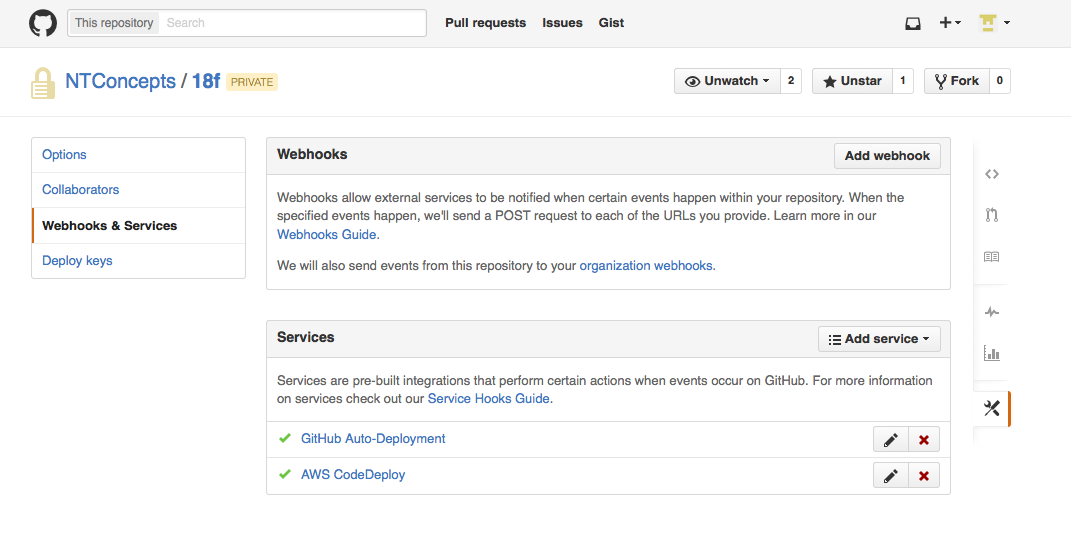 This repository Search Pull requests Issues Gist
NTConcepts / 18f PRIVATE Unwatch 2 Unstar 1 Fork 0
Options
Collaborators
Webhooks & Services
Deploy keys
Webhooks Add webhook
Webhooks allow external services to be notified when certain events happen within your repository. When the
specified events happen, we'll send a POST request to each of the URLs you provide. Learn more in our
Webhooks Guide.
We will also send events from this repository to your organization webhooks.
Services Add service
Services are pre-built integrations that perform certain actions when events occur on GitHub. For more information
on services check out our Service Hooks Guide.
GitHub Auto-Deployment
AWS CodeDeploy